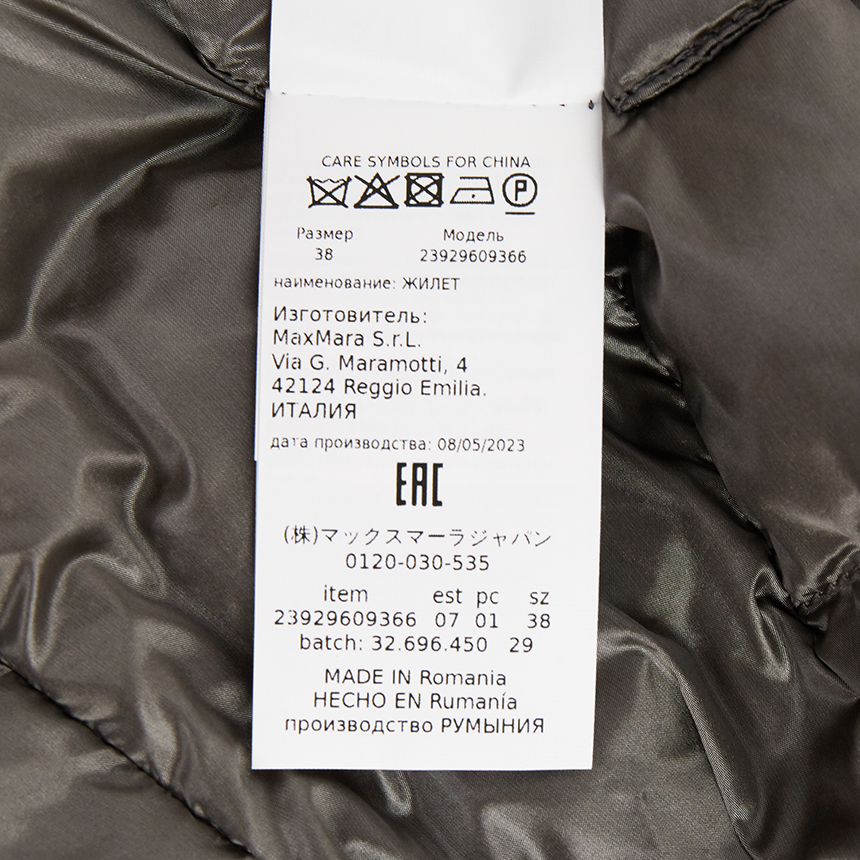 CARE SYMBOLS FOR CHINA
P
Размер Модель
38 23929609366
наименование: ЖИЛЕТ
Изготовитель:
MaxMara S.r.L.
Via G. Maramotti, 4
42124 Reggio Emilia.
ИТАЛИЯ
дата производства: 08/05/2023
EAC
(株)マックスマーラジャパン
0120-030-535
item est pc sz
23929609366 07 01 38
batch: 32.696.450 29
MADE IN Romania
HECHO EN Rumanía
производство РУМЫНИЯ